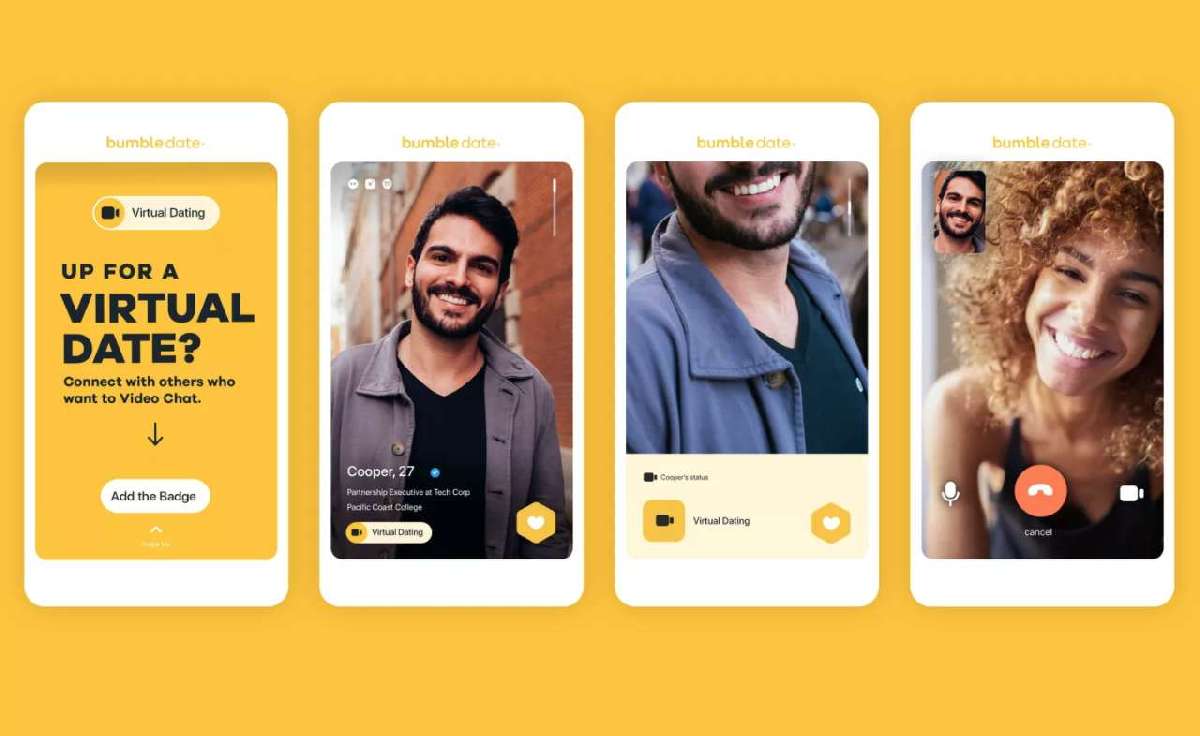 bumble date
Virtual Dating
UP FOR A
VIRTUAL
DATE?
Connect with others who
want to Video Chat.
Add the Badge
bumble date
Cooper, 27
Partnership Executive at Tech Corp
Pacific Coast College
Virtual Dating
bumble date
Cooper's status
Virtual Dating
bumble date
cancel